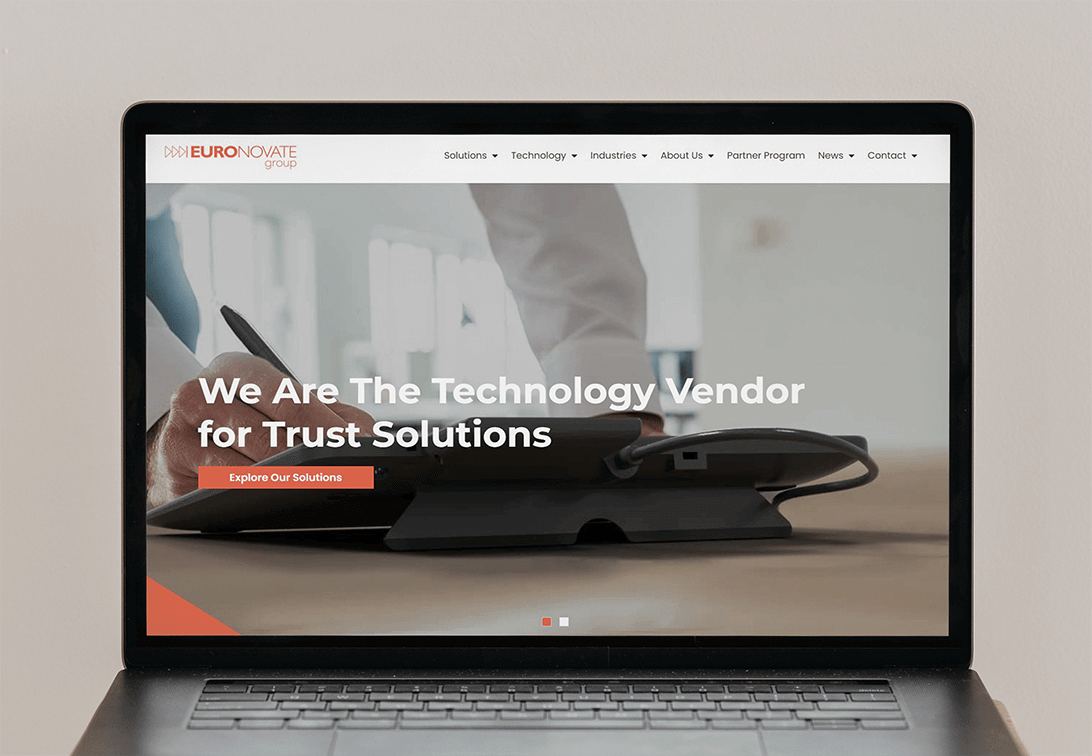 EURONOVATE
group
Solutions Technology Industries About Us Partner Program News Contact
We Are The Technology Vendor
for Trust Solutions
Explore Our Solutions
delete